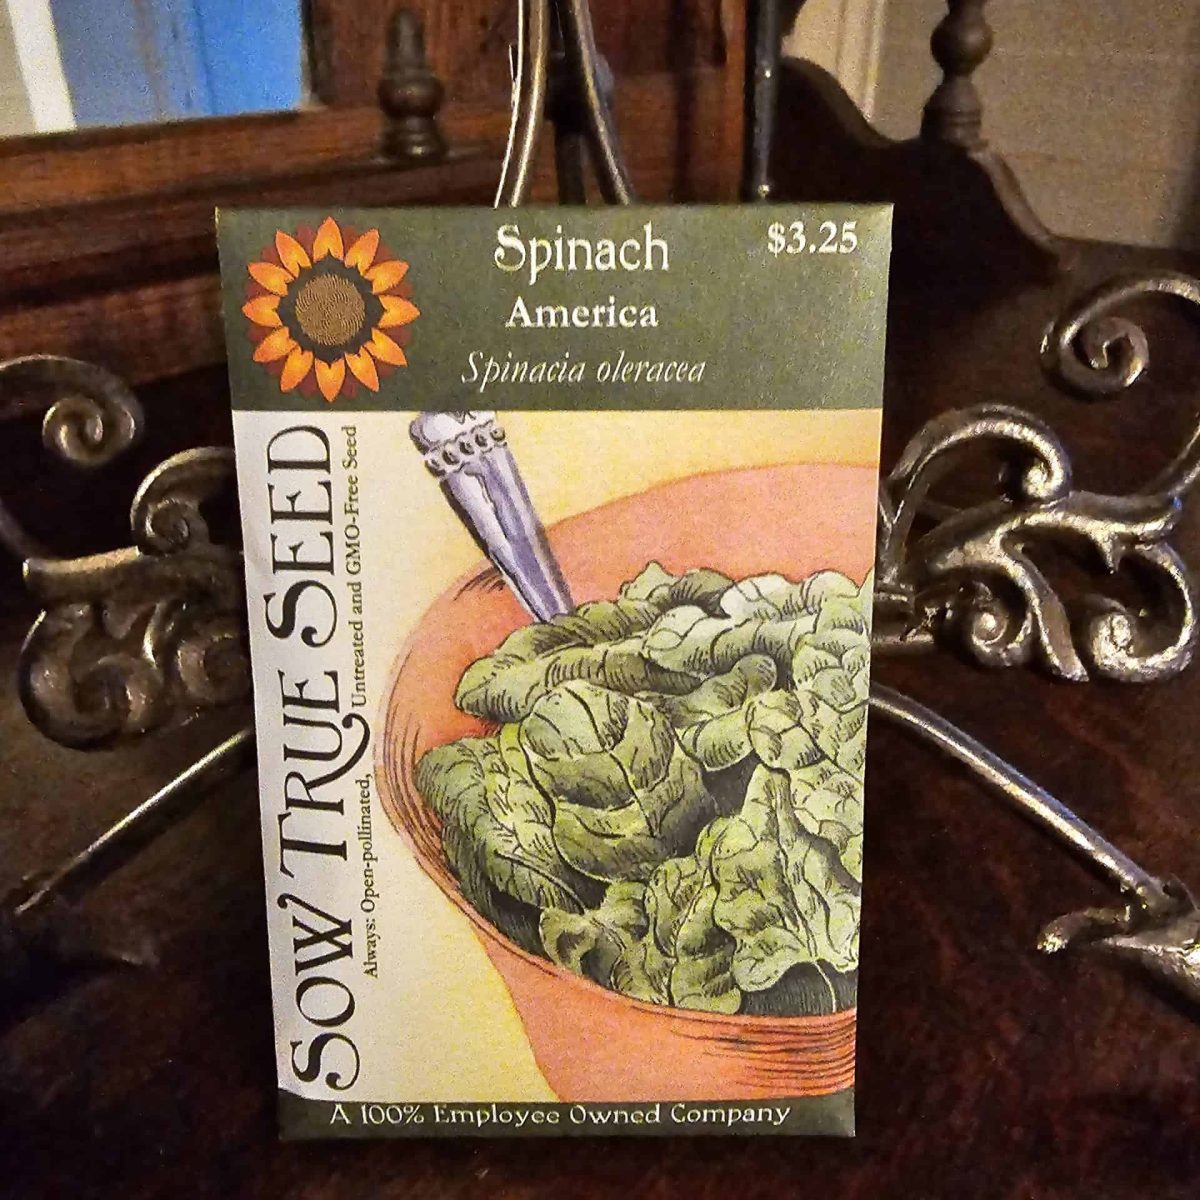 Spinach
$3.25
America
Spinacia oleracea
SOW TRUE SEED
Always: Open-pollinated, Untreated and GMO-Free Seed
A 100% Employee Owned Company